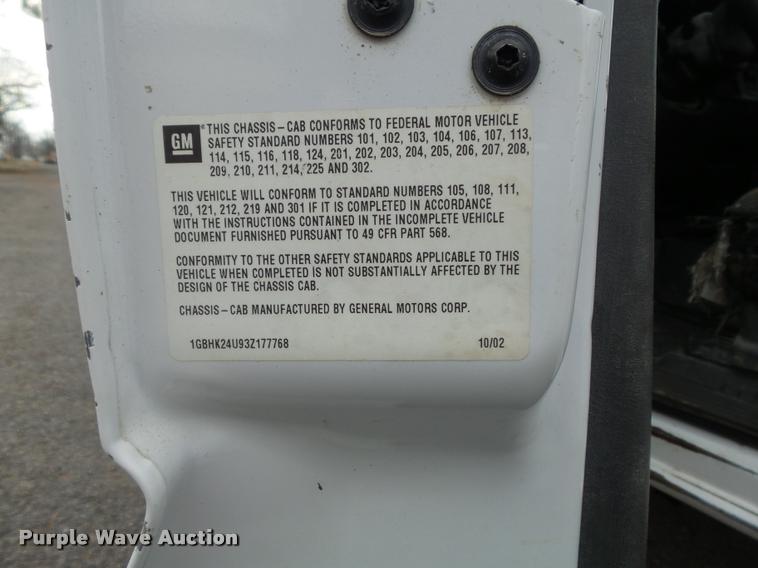 GM
THIS CHASSIS-CAB CONFORMS TO FEDERAL MOTOR VEHICLE
SAFETY STANDARD NUMBERS 101, 102, 103, 104, 106, 107, 113,
114, 115, 116, 118, 124, 201, 202, 203, 204, 205, 206, 207, 208,
209, 210, 211, 214, 225 AND 302.
THIS VEHICLE WILL CONFORM TO STANDARD NUMBERS 105, 108, 111,
120, 121, 212, 219 AND 301 IF IT IS COMPLETED IN ACCORDANCE
WITH THE INSTRUCTIONS CONTAINED IN THE INCOMPLETE VEHICLE
DOCUMENT FURNISHED PURSUANT TO 49 CFR PART 568.
CONFORMITY TO THE OTHER SAFETY STANDARDS APPLICABLE TO THIS
VEHICLE WHEN COMPLETED IS NOT SUBSTANTIALLY AFFECTED BY THE
DESIGN OF THE CHASSIS CAB.
CHASSIS-CAB MANUFACTURED BY GENERAL MOTORS CORP.
1GBHK24U93Z177768 10/02
Purple Wave Auction